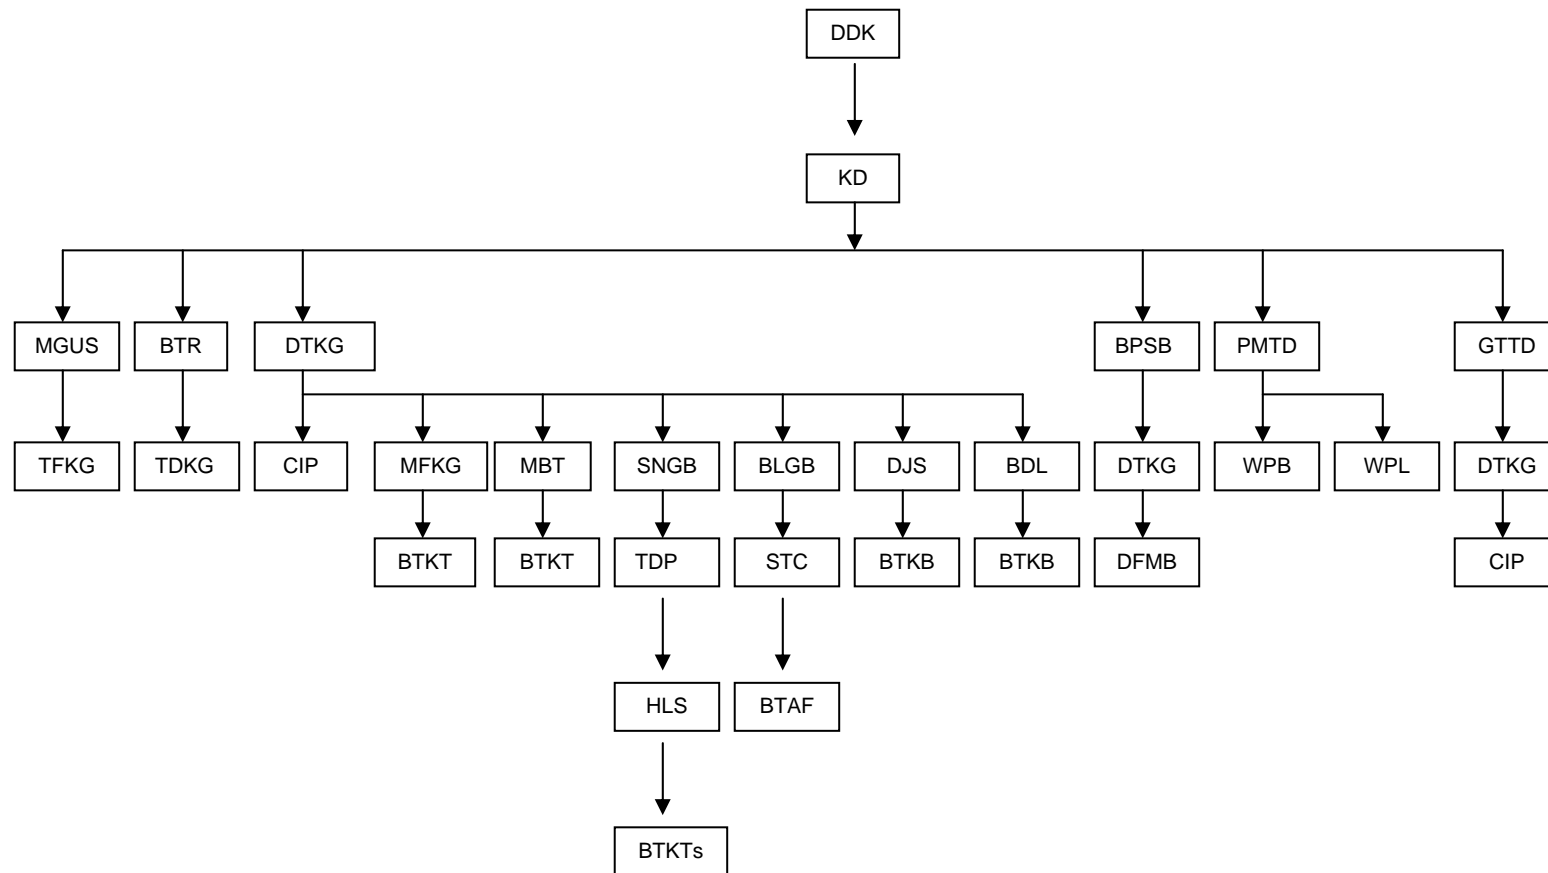 DDK
KD
MGUS BTR DTKG BPSB PMTD GTTD
TFKG TDKG CIP MFKG MBT SNGB BLGB DJS BDL DTKG WPB WPL DTKG
BTKT BTKT TDP STC BTKB BTKB DFMB CIP
HLS BTAF
BTKTs